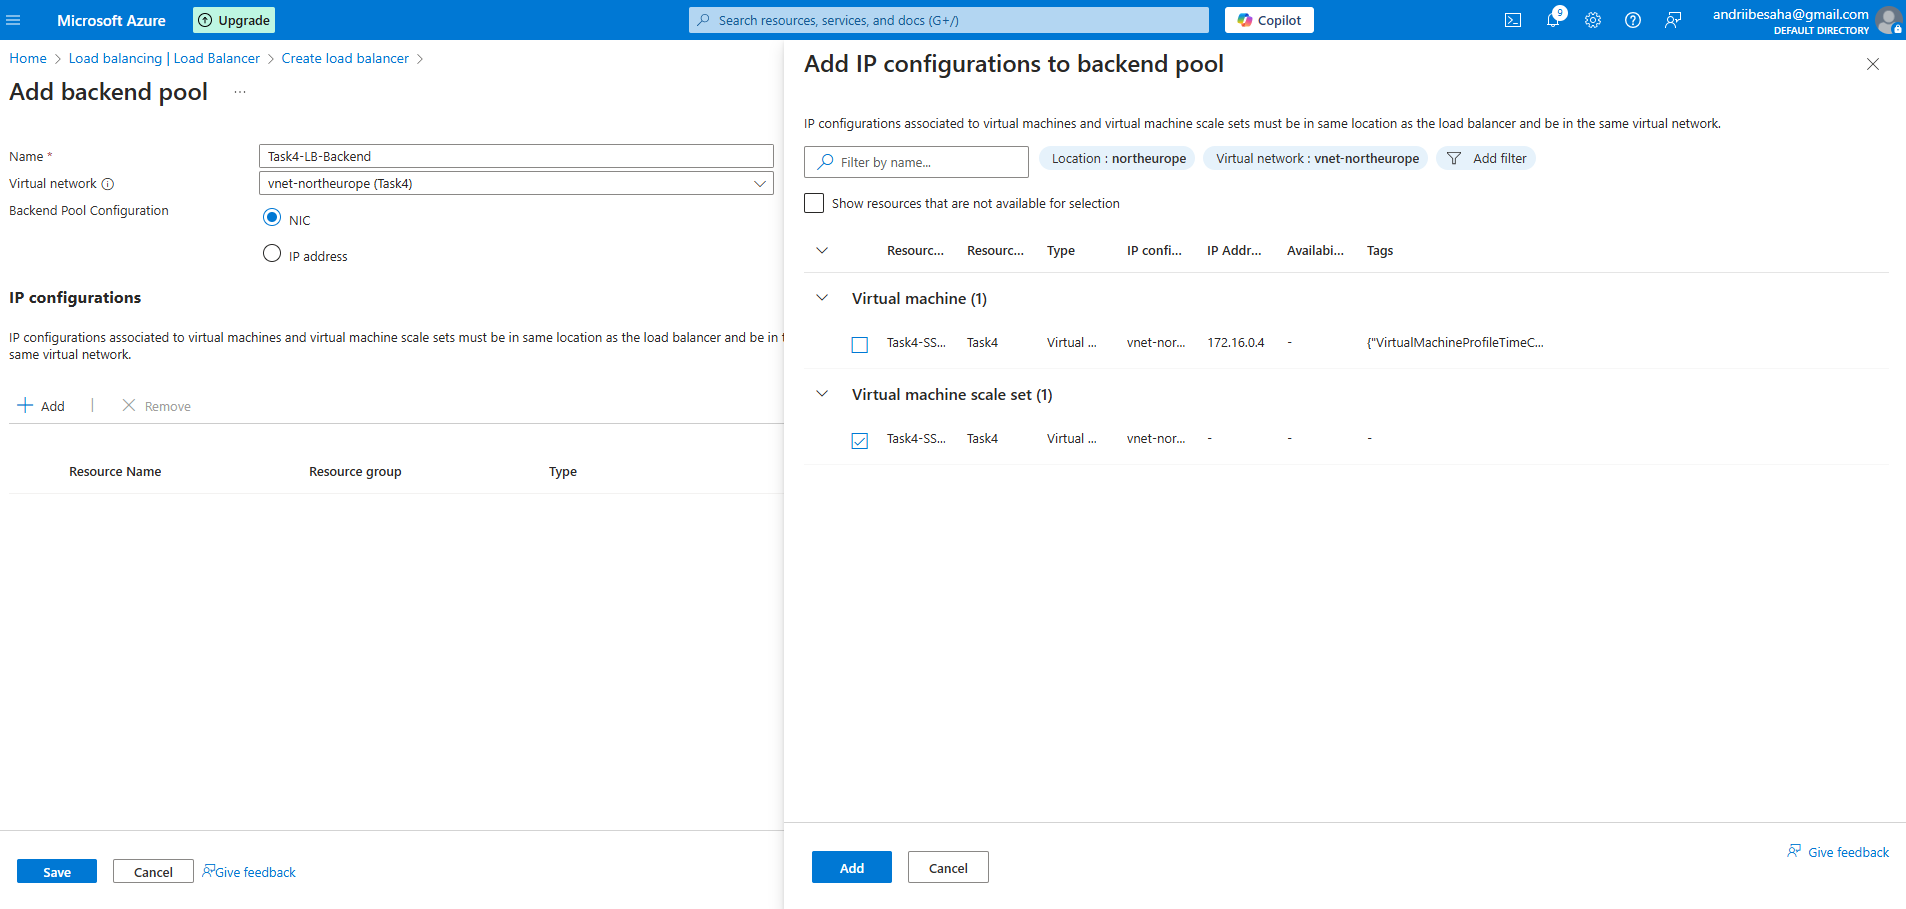 Microsoft Azure
Upgrade
Search resources, services, and docs (G+/)
Copilot
9
andriibesaha@gmail.com
DEFAULT DIRECTORY
Home > Load balancing | Load Balancer > Create load balancer >
Add backend pool ...
Name *
Task4-LB-Backend
Virtual network
vnet-northeurope (Task4)
Backend Pool Configuration
NIC
IP address
IP configurations
IP configurations associated to virtual machines and virtual machine scale sets must be in same location as the load balancer and be in
same virtual network.
Add | Remove
Resource Name Resource group Type
Save Cancel Give feedback
Add IP configurations to backend pool
IP configurations associated to virtual machines and virtual machine scale sets must be in same location as the load balancer and be in the same virtual network.
Filter by name... Location : northeurope Virtual network : vnet-northeurope Add filter
Show resources that are not available for selection
Resourc... Resourc... Type IP confi... IP Addr... Availabi... Tags
Virtual machine (1)
Task4-SS... Task4 Virtual ... vnet-nor... 172.16.0.4 - {"VirtualMachineProfileTimeC...
Virtual machine scale set (1)
Task4-SS... Task4 Virtual ... vnet-nor... - - -
Add Cancel
Give feedback